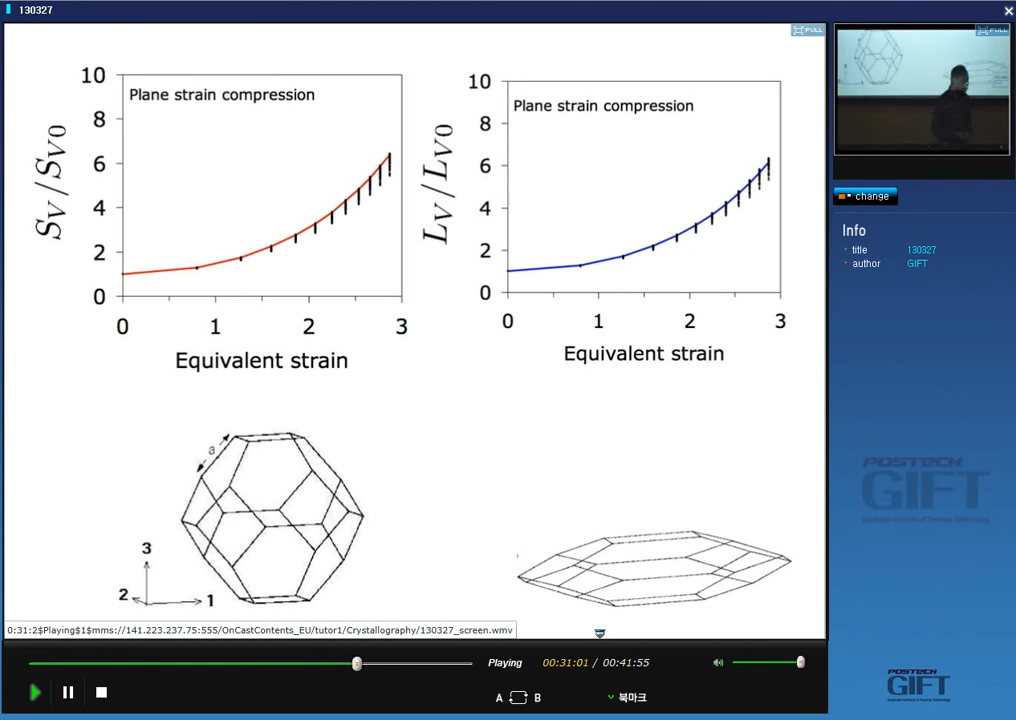 130327
FULL
10
8
6
4
2
0
Plane strain compression
S_V/S_V0
0 1 2 3
Equivalent strain
10
8
6
4
2
0
Plane strain compression
L_V/L_V0
0 1 2 3
Equivalent strain
a
3
2
1
FULL
change
Info
title 130327
author GIFT
POSTECH
GIFT
0:31:2$Playing$1$mms://141.223.237.75:555/OnCastContents_EU/tutor1/Crystallography/130327_screen.wmv
Playing 00:31:01 / 00:41:55
A B 북마크
POSTECH
GIFT